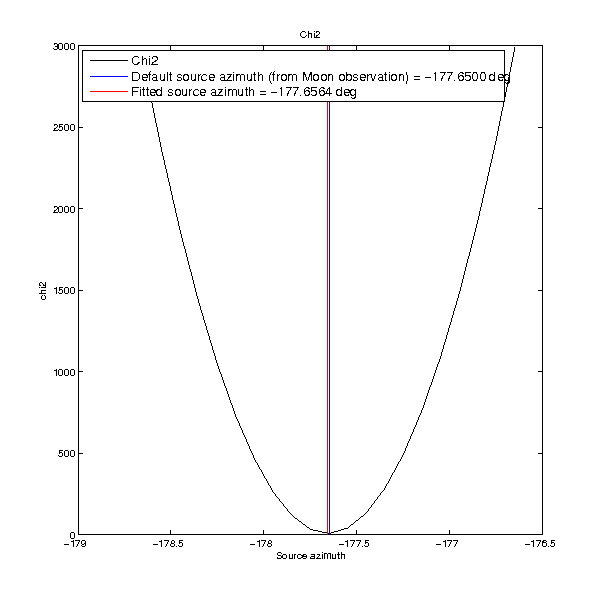 Chi2
3000
Chi2
Default source azimuth (from Moon observation) = −177.6500 deg
Fitted source azimuth = −177.6564 deg
2500
2000
1500
chi2
1000
500
0
−179 −178.5 −178 −177.5 −177 −176.5
Source azimuth